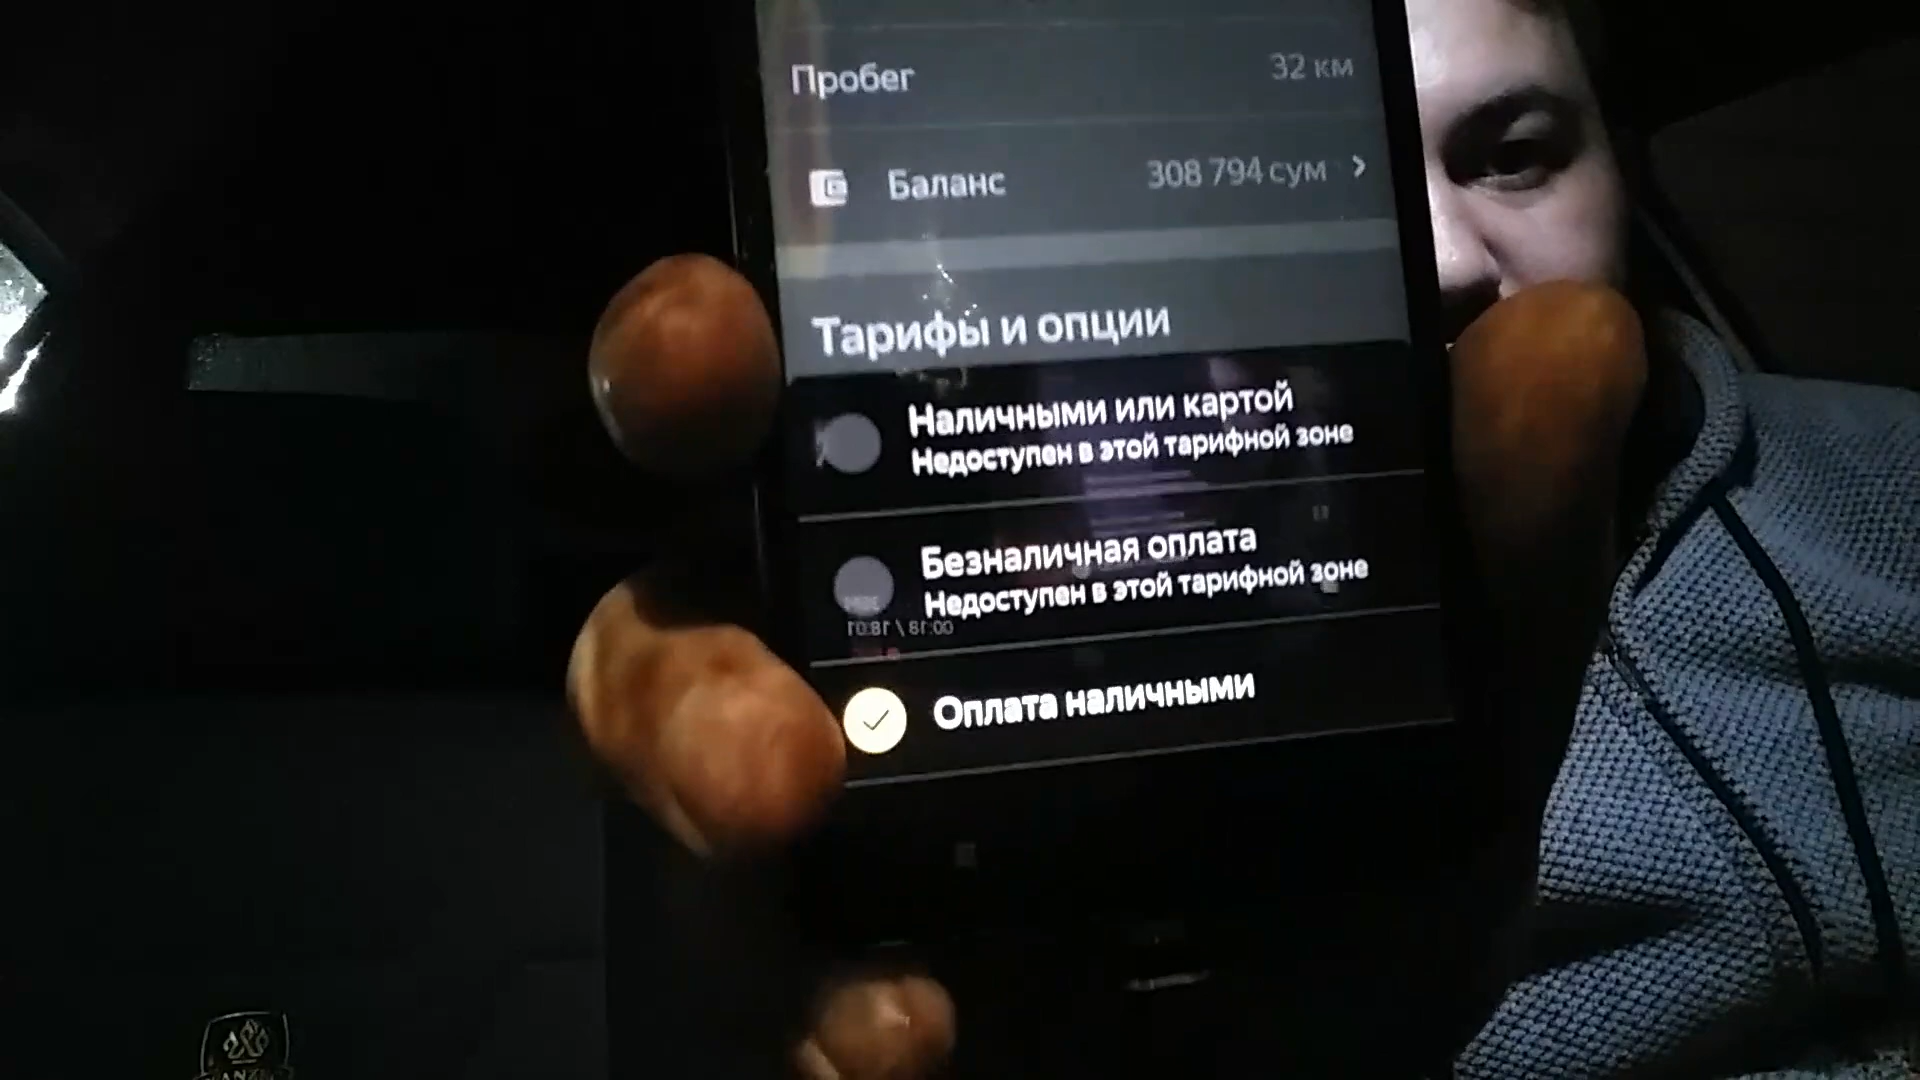 Пробег 32 км
Баланс 308 794 сум
Тарифы и опции
Наличными или картой
Недоступен в этой тарифной зоне
Безналичная оплата
Недоступен в этой тарифной зоне
Оплата наличными